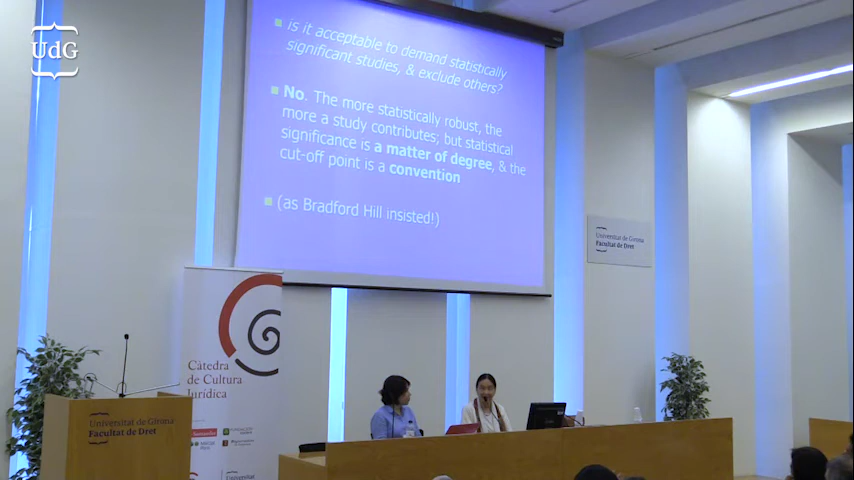 UdG
is it acceptable to demand statistically
significant studies, & exclude others?
No. The more statistically robust, the
more a study contributes; but statistical
significance is a matter of degree, & the
cut-off point is a convention
(as Bradford Hill insisted!)
Universitat de Girona
Facultat de Dret
Càtedra
de Cultura
Jurídica
Universitat de Girona
Facultat de Dret